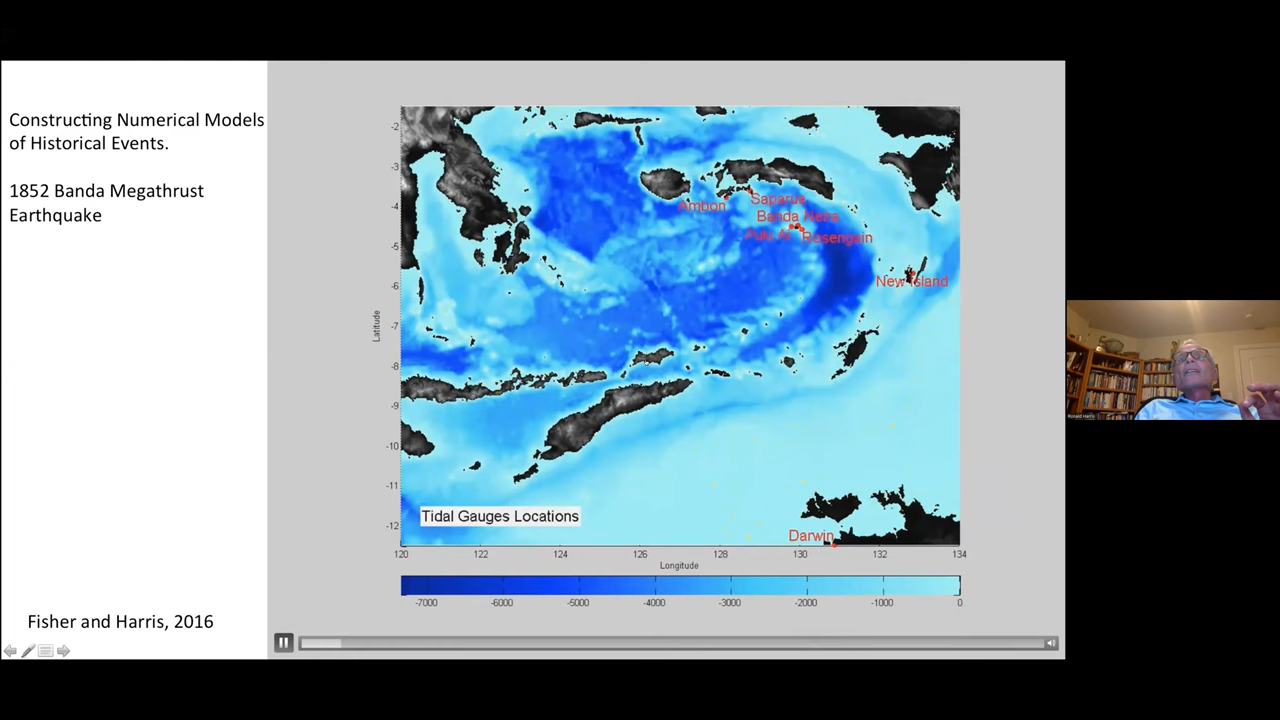 Constructing Numerical Models
of Historical Events.
1852 Banda Megathrust
Earthquake
Fisher and Harris, 2016
Latitude
-2
-3
-4
-5
-6
-7
-8
-9
-10
-11
-12
Ambon
Saparua
Banda Neira
Pulu Ai
Rosengain
New Island
Darwin
Tidal Gauges Locations
120 122 124 126 128 130 132 134
Longitude
-7000 -6000 -5000 -4000 -3000 -2000 -1000 0
Ronald Harris